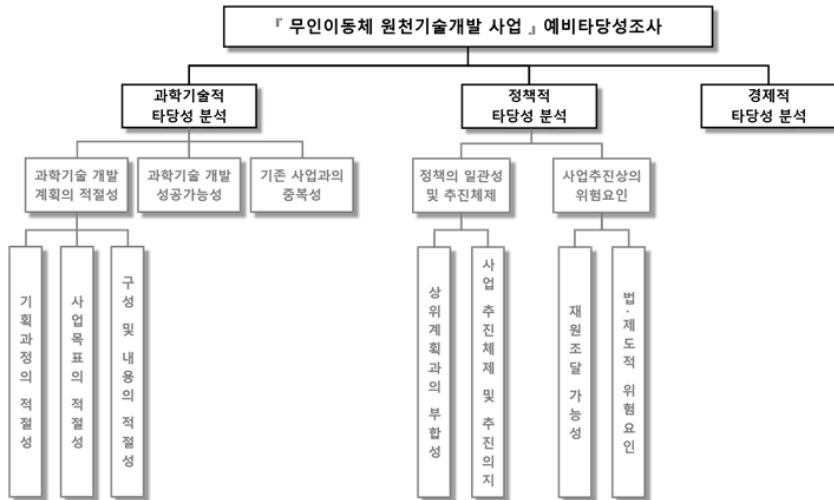 『 무인이동체 원천기술개발 사업 』 예비타당성조사
과학기술적
타당성 분석
정책적
타당성 분석
경제적
타당성 분석
과학기술 개발
계획의 적절성
과학기술 개발
성공가능성
기존 사업과의
중복성
정책의 일관성
및 추진체제
사업추진상의
위험요인
기획과정의 적절성
사업목표의 적절성
구성 및 내용의 적절성
상위계획과의 부합성
사업 추진체제 및 추진의지
재원조달 가능성
법·제도적 위험요인